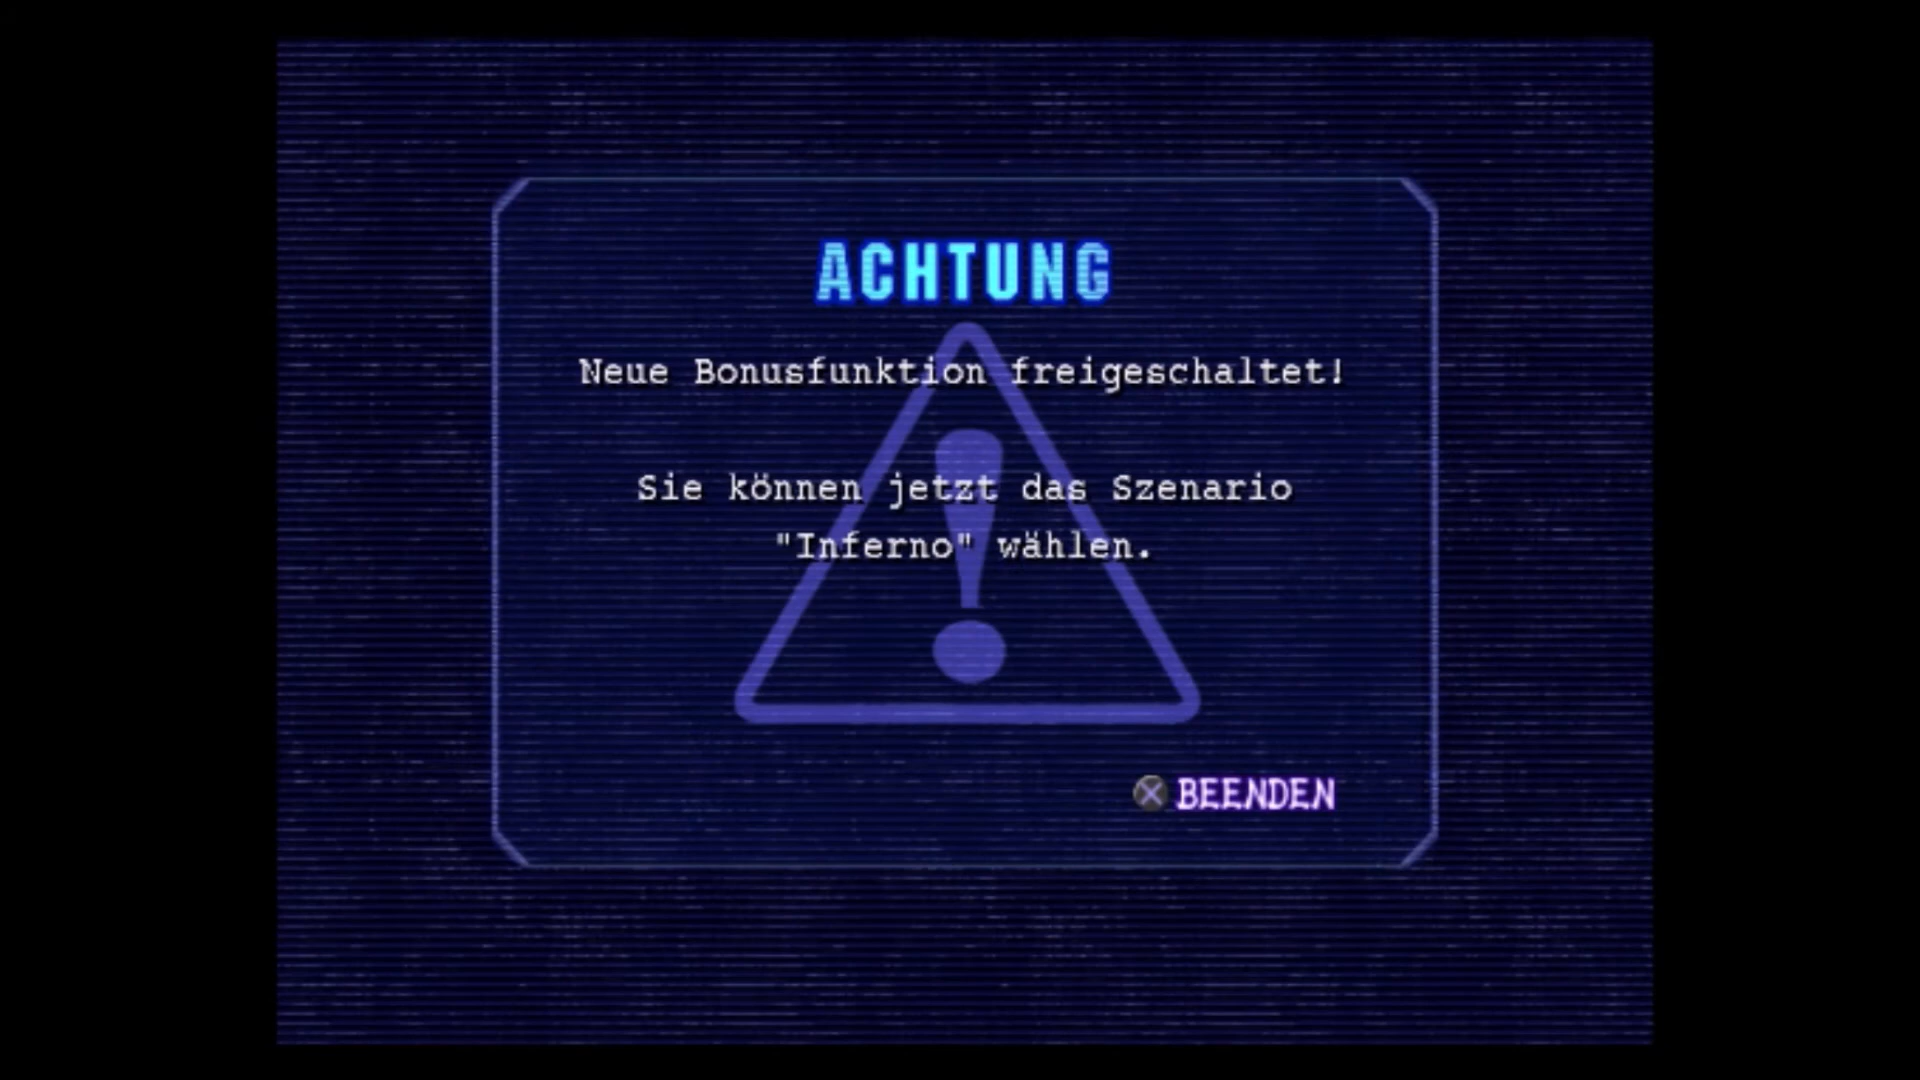 ACHTUNG
Neue Bonusfunktion freigeschaltet!
Sie können jetzt das Szenario
"Inferno" wählen.
BEENDEN